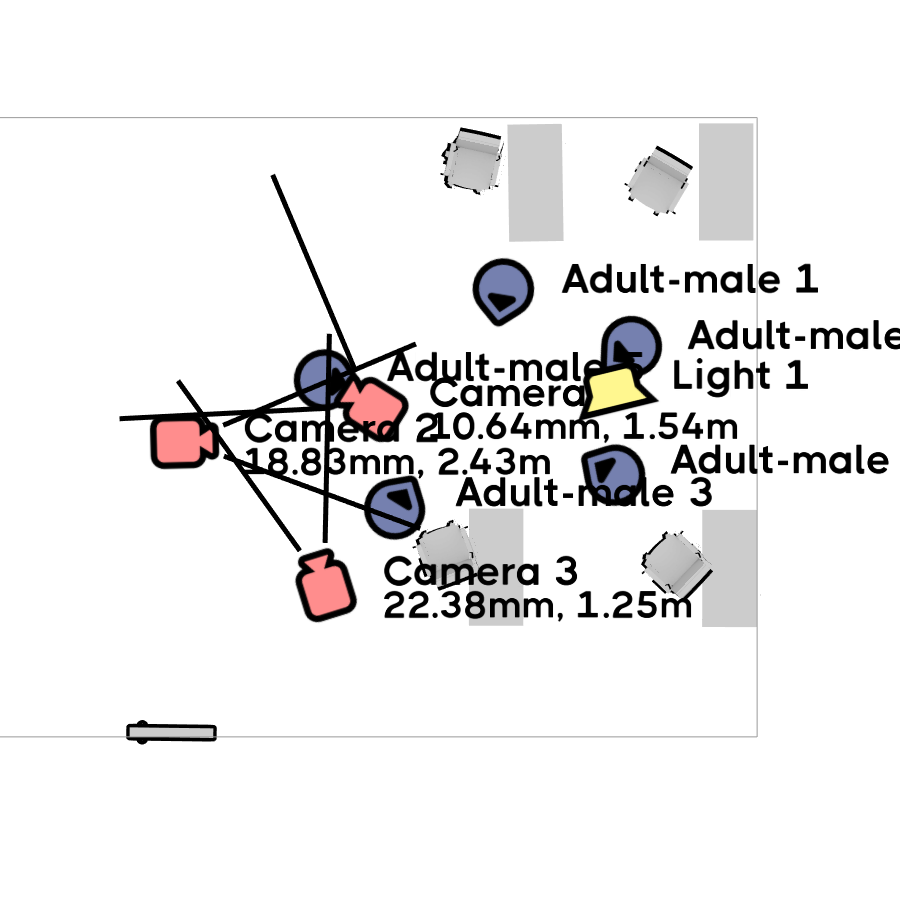 Adult-male 1
Adult-male
Light 1
Adult-male 5
Camera
10.64mm, 1.54m
Camera 2
18.83mm, 2.43m
Adult-male
Adult-male 3
Camera 3
22.38mm, 1.25m